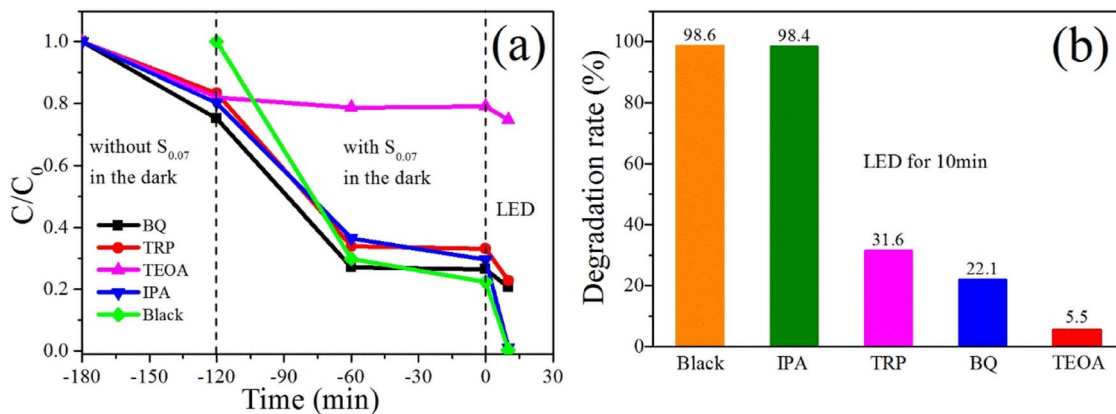 (a)
C/C₀
1.0
0.8
0.6
0.4
0.2
0.0
without S₀.₀₇
in the dark
with S₀.₀₇
in the dark
LED
BQ
TRP
TEOA
IPA
Black
-180 -150 -120 -90 -60 -30 0 30
Time (min)
(b)
Degradation rate (%)
100
80
60
40
20
0
98.6
98.4
31.6
22.1
5.5
LED for 10min
Black IPA TRP BQ TEOA